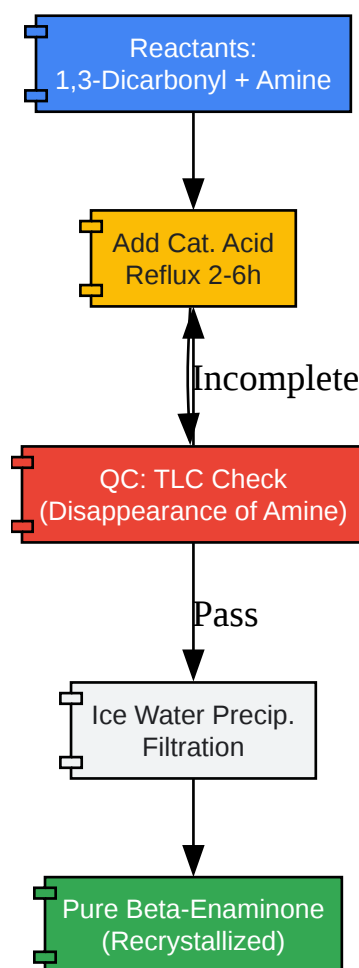 Reactants:
1,3-Dicarbonyl + Amine
Add Cat. Acid
Reflux 2-6h
Incomplete
QC: TLC Check
(Disappearance of Amine)
Pass
Ice Water Precip.
Filtration
Pure Beta-Enaminone
(Recrystallized)